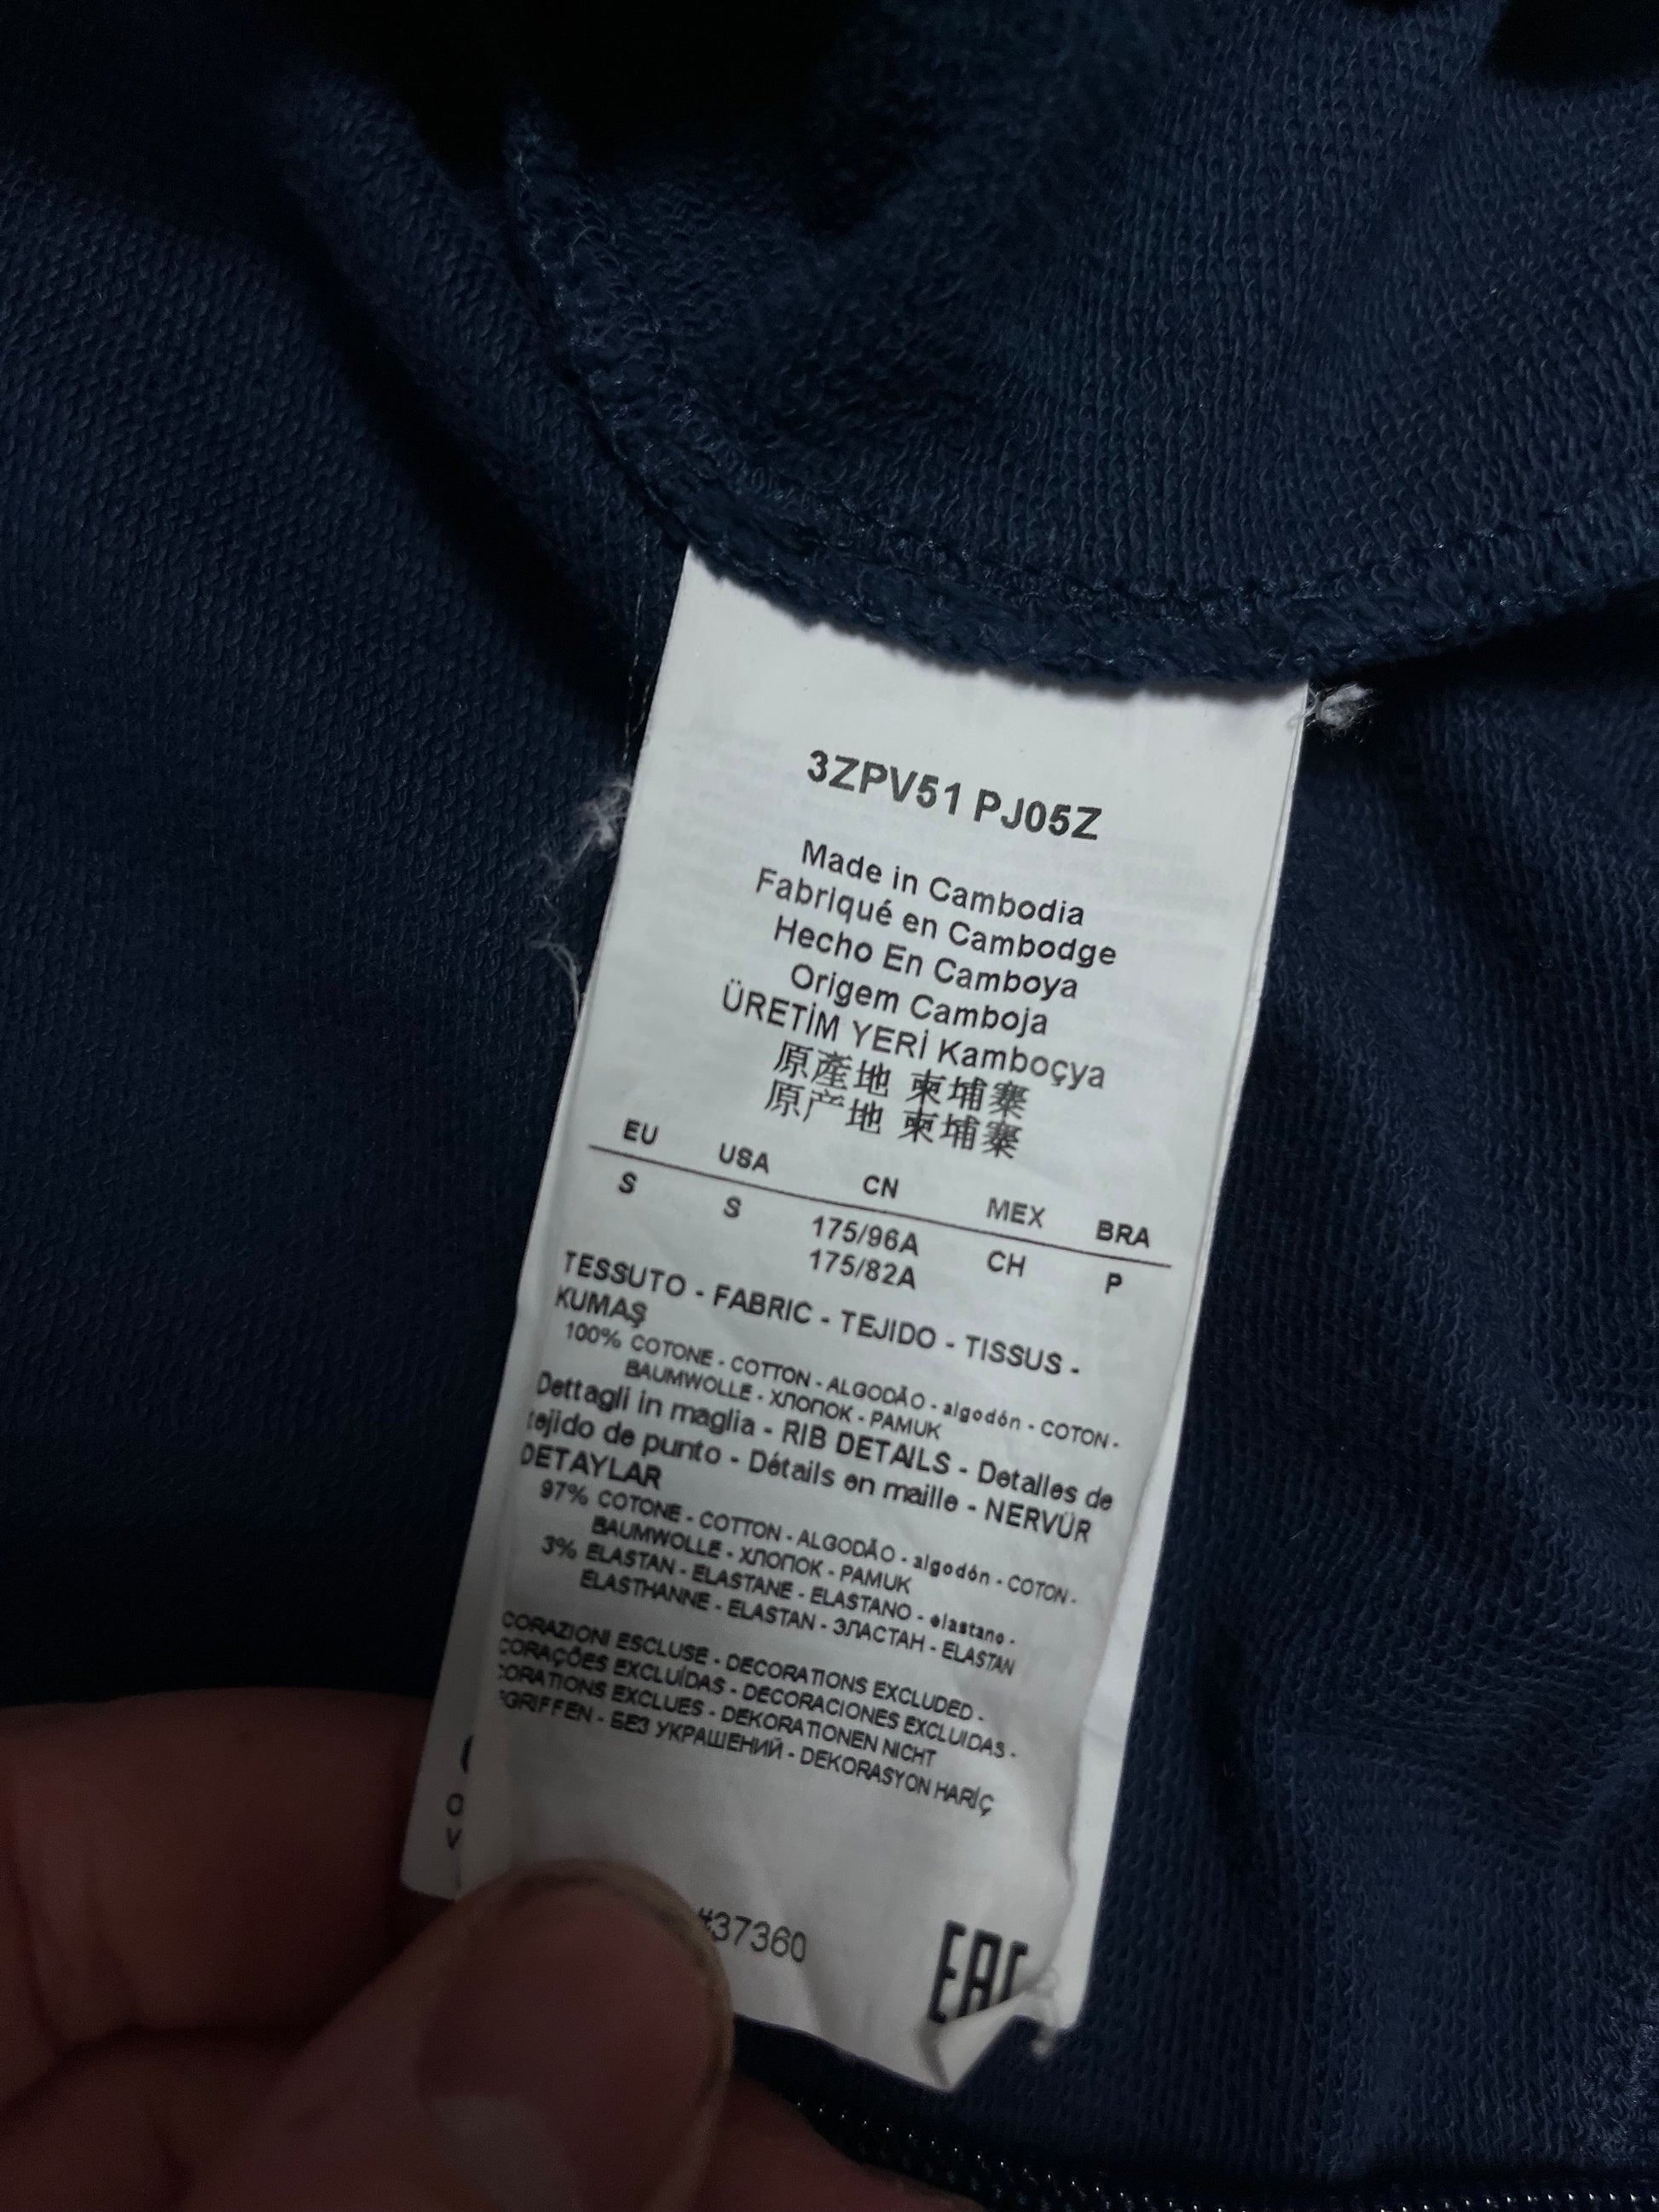 3ZPV51 PJ05Z
Made in Cambodia
Fabriqué en Cambodge
Hecho En Camboya
Origem Camboja
ÜRETİM YERİ Kamboçya
原產地 柬埔寨
原产地 柬埔寨
EU USA CN MEX BRA
S S 175/96A CH P
175/82A
TESSUTO - FABRIC - TEJIDO - TISSUS -
KUMAŞ
100% COTONE - COTTON - ALGODÃO - algodón - COTON -
BAUMWOLLE - ХЛОПОК - PAMUK
Dettagli in maglia - RIB DETAILS - Detalles de
tejido de punto - Détails en maille - NERVÜR
DETAYLAR
97% COTONE - COTTON - ALGODÃO - algodón - COTON -
BAUMWOLLE - ХЛОПОК - PAMUK
3% ELASTAN - ELASTANE - ELASTANO - elastano -
ELASTHANNE - ELASTAN - ЭЛАСТАН - ELASTAN
CORAZIONI ESCLUSE - DECORATIONS EXCLUDED -
CORAÇÕES EXCLUÍDAS - DECORACIONES EXCLUIDAS -
CORATIONS EXCLUES - DEKORATIONEN NICHT
GRIFFEN - БЕЗ УКРАШЕНИЙ - DEKORASYON HARİÇ
#37360
EAC